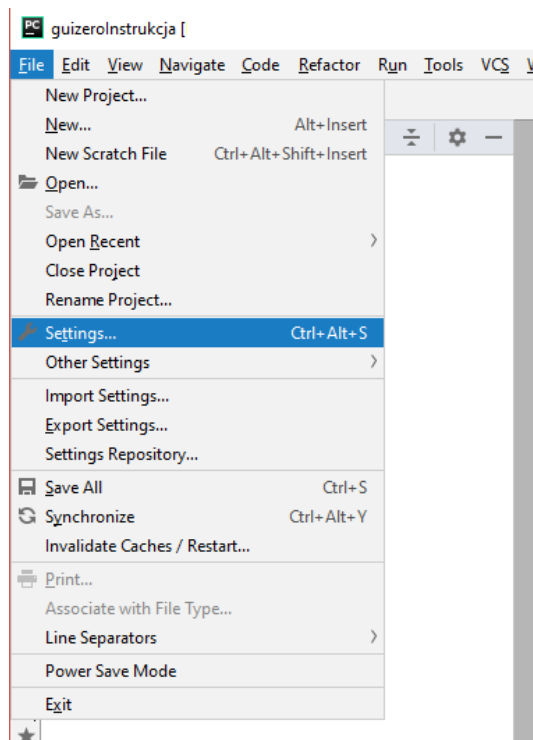 PC guizeroInstrukcja [
File Edit View Navigate Code Refactor Run Tools VCS
New Project...
New... Alt+Insert
New Scratch File Ctrl+Alt+Shift+Insert
Open...
Save As...
Open Recent
Close Project
Rename Project...
Settings... Ctrl+Alt+S
Other Settings
Import Settings...
Export Settings...
Settings Repository...
Save All Ctrl+S
Synchronize Ctrl+Alt+Y
Invalidate Caches / Restart...
Print...
Associate with File Type...
Line Separators
Power Save Mode
Exit